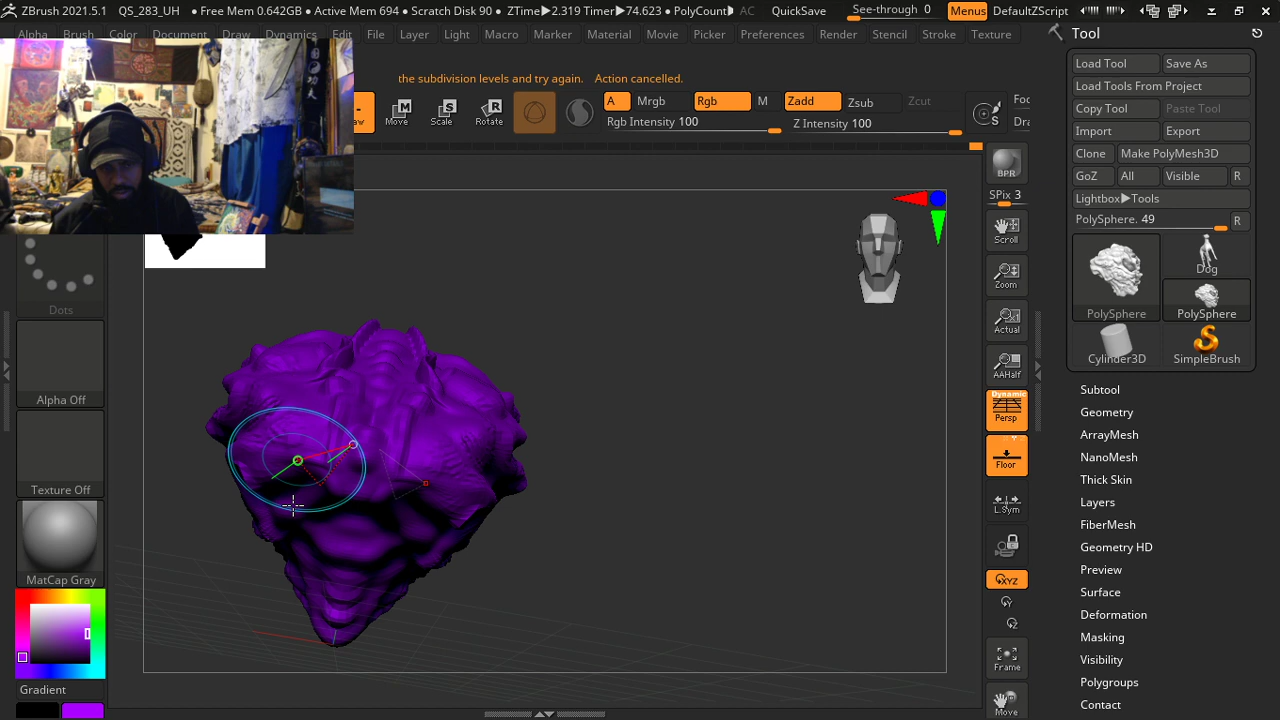 ZBrush 2021.5.1 QS_283_UH • Free Mem 0.642GB • Active Mem 694 • Scratch Disk 90 • ZTime▶2.319 Timer▶74.623 • PolyCount▶ AC QuickSave See-through 0 Menus DefaultZScript
Alpha Brush Color Document Draw Dynamics Edit File Layer Light Macro Marker Material Movie Picker Preferences Render Stencil Stroke Texture
the subdivision levels and try again. Action cancelled.
Move Scale Rotate
A Mrgb Rgb M Zadd Zsub Zcut
Rgb Intensity 100 Z Intensity 100
Foc
Dra
Dots
Alpha Off
Texture Off
MatCap Gray
Gradient
BPR
SPix 3
Scroll
Zoom
Actual
AAHalf
Dynamic
Persp
Floor
L.Sym
XYZ
Frame
Move
Tool
Load Tool Save As
Load Tools From Project
Copy Tool Paste Tool
Import Export
Clone Make PolyMesh3D
GoZ All Visible R
Lightbox▶Tools
PolySphere. 49 R
Dog
PolySphere PolySphere
Cylinder3D SimpleBrush
Subtool
Geometry
ArrayMesh
NanoMesh
Thick Skin
Layers
FiberMesh
Geometry HD
Preview
Surface
Deformation
Masking
Visibility
Polygroups
Contact